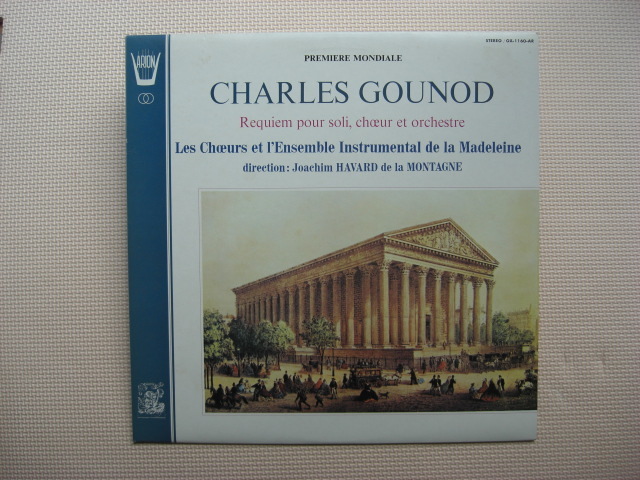 STEREO / GX-1160-AR
ARION
PREMIERE MONDIALE
CHARLES GOUNOD
Requiem pour soli, chœur et orchestre
Les Chœurs et l'Ensemble Instrumental de la Madeleine
direction: Joachim HAVARD de la MONTAGNE